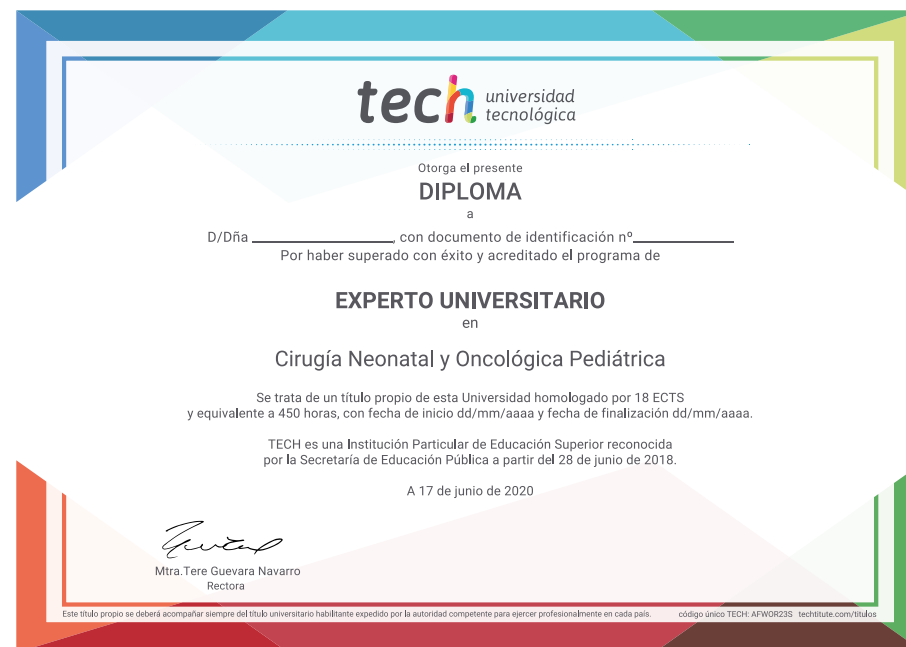 tech universidad
tecnológica
Otorga el presente
DIPLOMA
a
D/Dña ____________________, con documento de identificación nº______________
Por haber superado con éxito y acreditado el programa de
EXPERTO UNIVERSITARIO
en
Cirugía Neonatal y Oncológica Pediátrica
Se trata de un título propio de esta Universidad homologado por 18 ECTS
y equivalente a 450 horas, con fecha de inicio dd/mm/aaaa y fecha de finalización dd/mm/aaaa.
TECH es una Institución Particular de Educación Superior reconocida
por la Secretaría de Educación Pública a partir del 28 de junio de 2018.
A 17 de junio de 2020
Mtra.Tere Guevara Navarro
Rectora
Este título propio se deberá acompañar siempre del título universitario habilitante expedido por la autoridad competente para ejercer profesionalmente en cada país. código único TECH: AFWOR23S techtitute.com/titulos